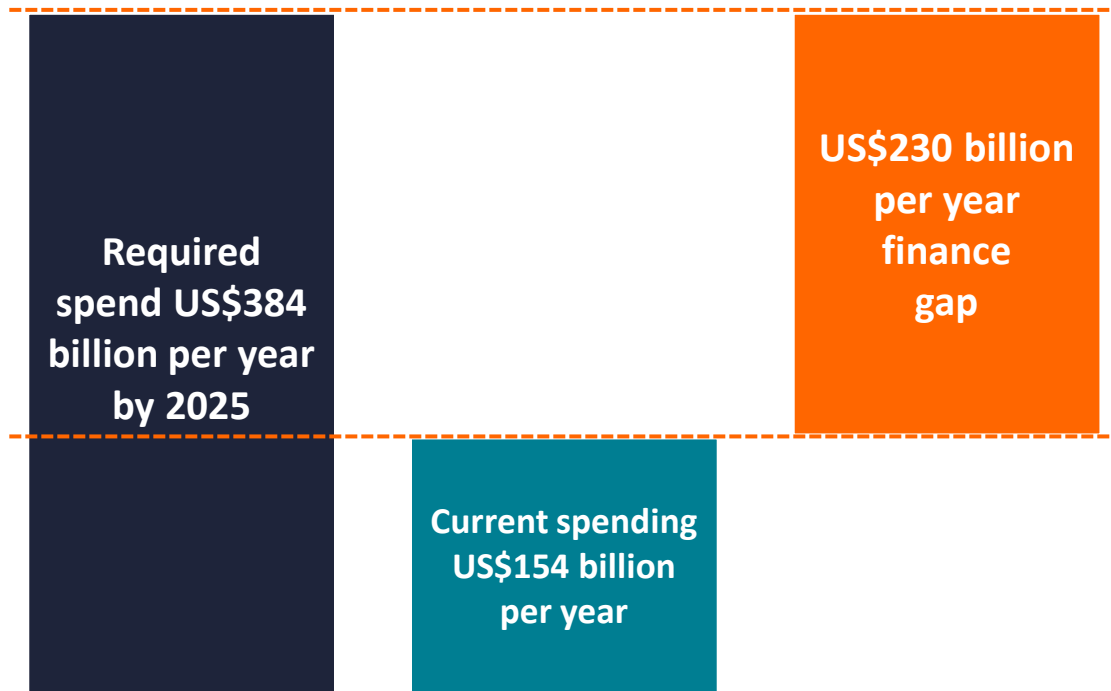 Required
spend US$384
billion per year
by 2025
Current spending
US$154 billion
per year
US$230 billion
per year
finance
gap